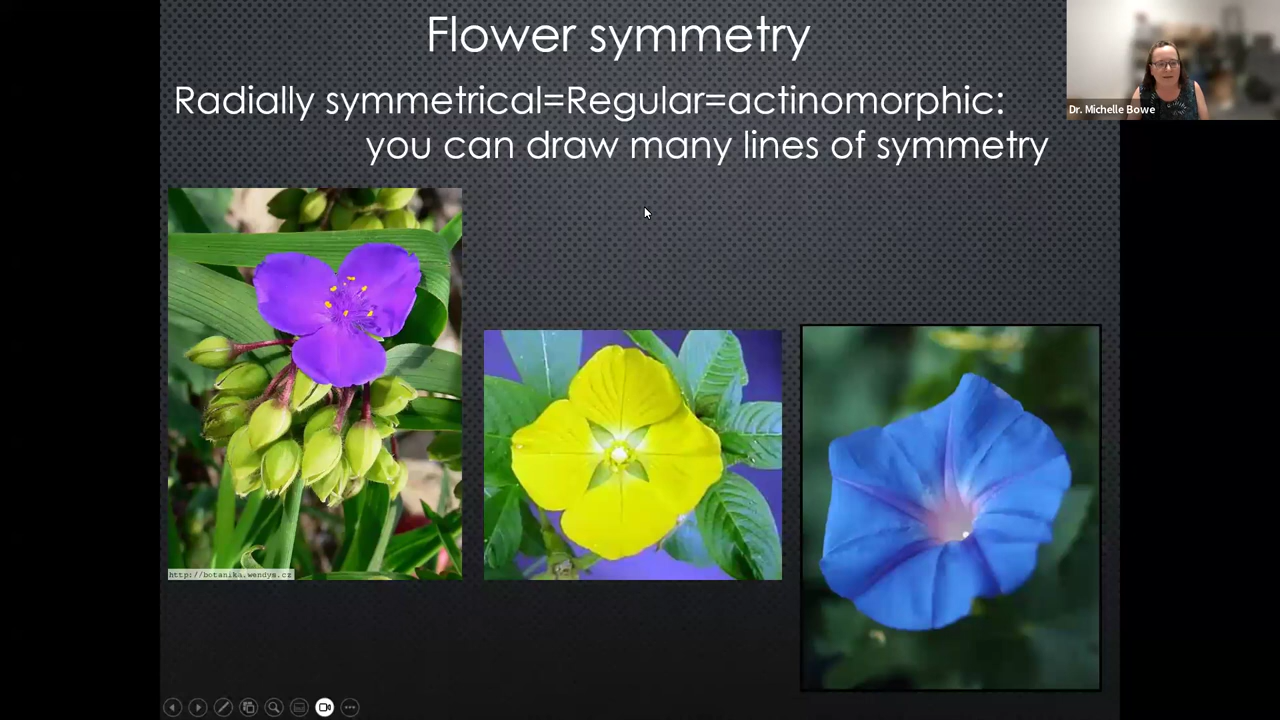 Flower symmetry
Radially symmetrical=Regular=actinomorphic:
you can draw many lines of symmetry
Dr. Michelle Bowe
http://botanika.wendys.cz